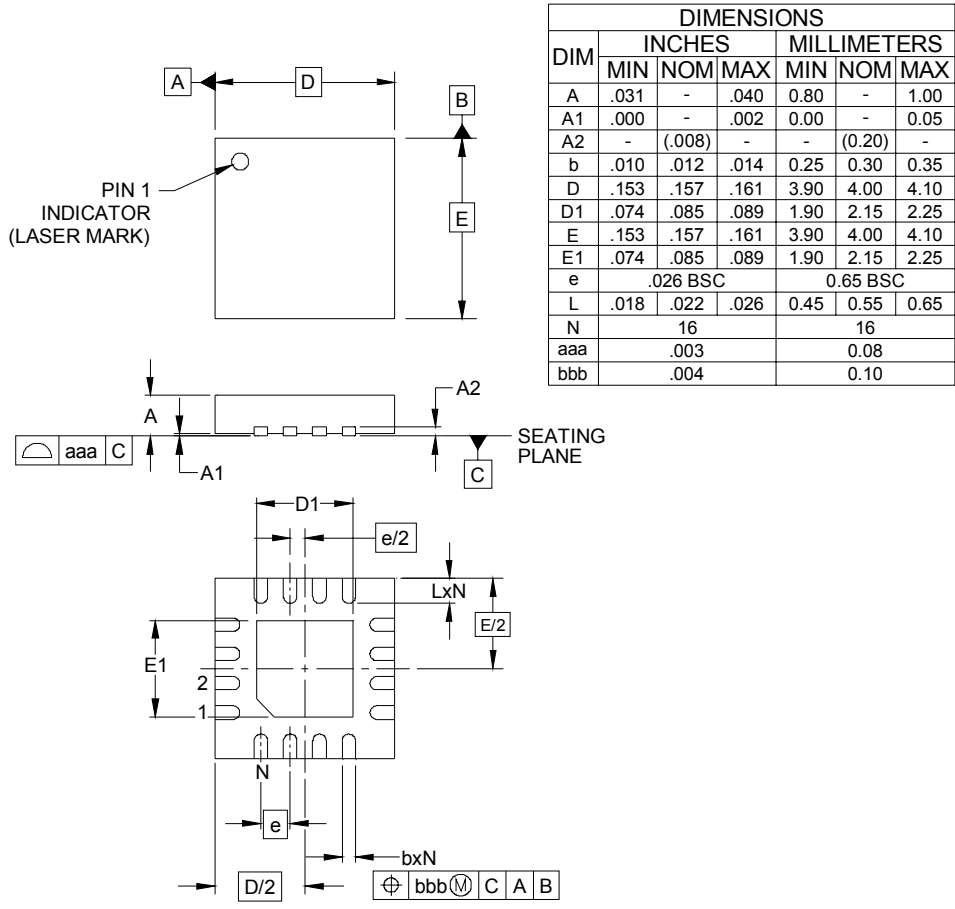 DIMENSIONS
DIM INCHES MILLIMETERS
MIN NOM MAX MIN NOM MAX
A .031 - .040 0.80 - 1.00
A1 .000 - .002 0.00 - 0.05
A2 - (.008) - - (0.20) -
b .010 .012 .014 0.25 0.30 0.35
D .153 .157 .161 3.90 4.00 4.10
D1 .074 .085 .089 1.90 2.15 2.25
E .153 .157 .161 3.90 4.00 4.10
E1 .074 .085 .089 1.90 2.15 2.25
e .026 BSC 0.65 BSC
L .018 .022 .026 0.45 0.55 0.65
N 16 16
aaa .003 0.08
bbb .004 0.10
A D
B
PIN 1
INDICATOR
(LASER MARK)
E
A2
A
SEATING
PLANE
aaa C
A1
C
D1
e/2
LxN
E/2
E1
2
1
N
e
bxN
D/2
⌖ bbb Ⓜ C A B